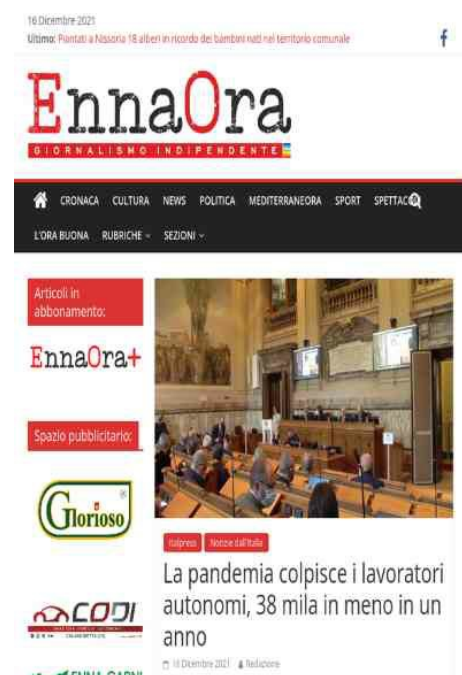 16 Dicembre 2021
Ultimo: Piantati a Nissoria 18 alberi in ricordo dei bambini nati nel territorio comunale
EnnaOra
GIORNALISMO INDIPENDENTE
CRONACA CULTURA NEWS POLITICA MEDITERRANEORA SPORT
L'ORA BUONA RUBRICHE SEZIONI
Articoli in
abbonamento:
EnnaOra+
Spazio pubblicitario:
Glorioso
CODI
Italpress Notizie dall'Italia
La pandemia colpisce i lavoratori
autonomi, 38 mila in meno in un
anno
16 Dicembre 2021 Redazione